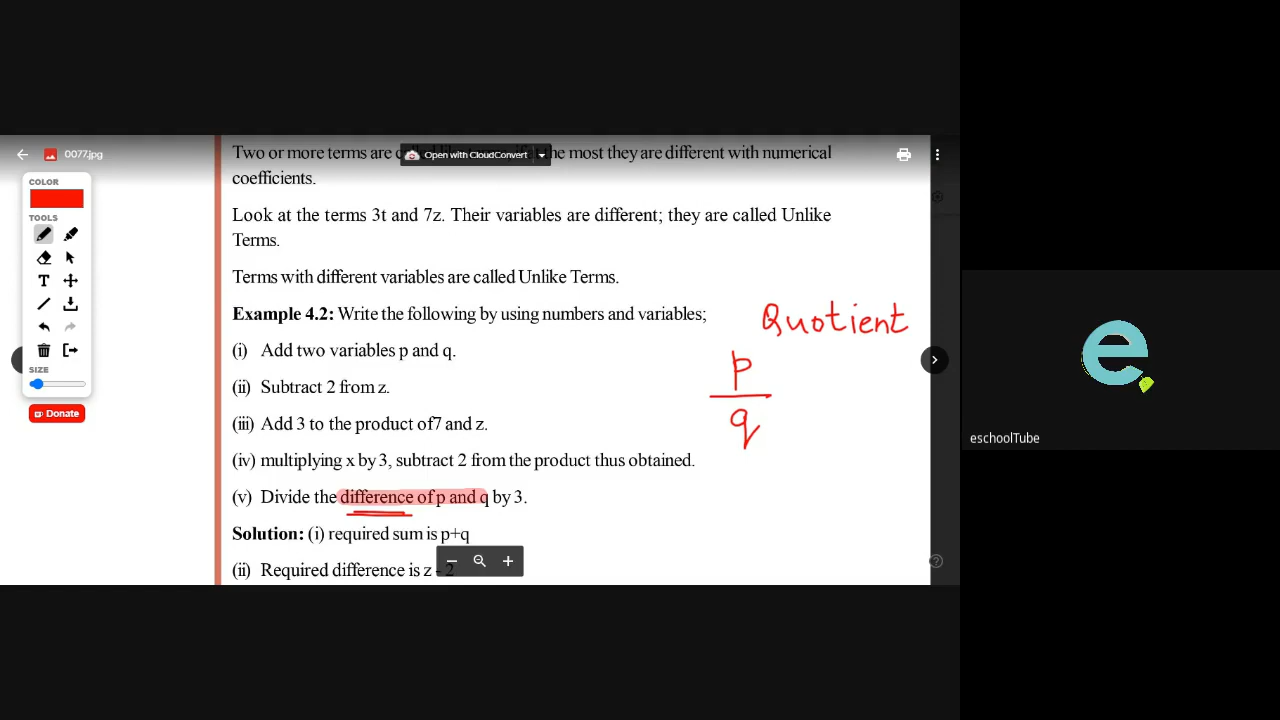 0077.jpg
Open with CloudConvert
COLOR
TOOLS
T
SIZE
Donate
Two or more terms are the most they are different with numerical
coefficients.
Look at the terms 3t and 7z. Their variables are different; they are called Unlike
Terms.
Terms with different variables are called Unlike Terms.
Example 4.2: Write the following by using numbers and variables;
(i) Add two variables p and q.
(ii) Subtract 2 from z.
(iii) Add 3 to the product of7 and z.
(iv) multiplying x by 3, subtract 2 from the product thus obtained.
(v) Divide the difference of p and q by 3.
Solution: (i) required sum is p+q
(ii) Required difference is z - 2
Quotient
p
q
e
eschoolTube